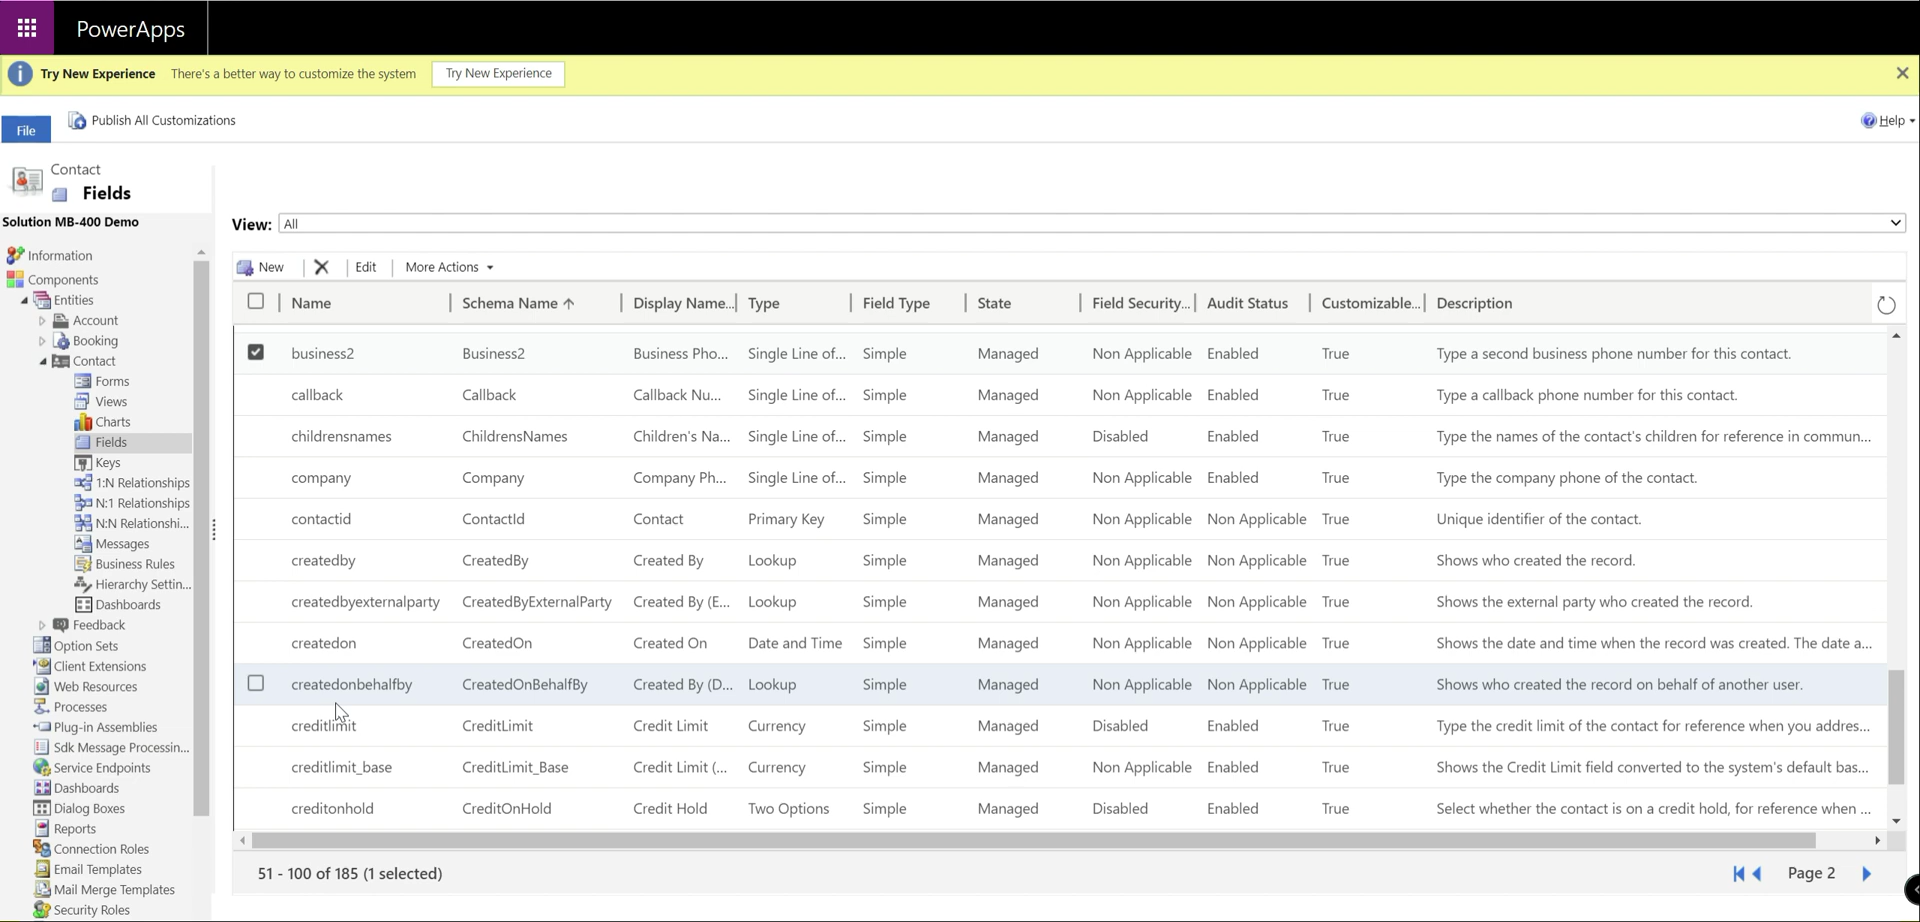 PowerApps
Try New Experience There's a better way to customize the system Try New Experience
File Publish All Customizations Help
Contact
Fields
Solution MB-400 Demo
Information
Components
Entities
Account
Booking
Contact
Forms
Views
Charts
Fields
Keys
1:N Relationships
N:1 Relationships
N:N Relationshi...
Messages
Business Rules
Hierarchy Settin...
Dashboards
Feedback
Option Sets
Client Extensions
Web Resources
Processes
Plug-in Assemblies
Sdk Message Processin...
Service Endpoints
Dashboards
Dialog Boxes
Reports
Connection Roles
Email Templates
Mail Merge Templates
Security Roles
View: All
New Edit More Actions
Name Schema Name Display Name... Type Field Type State Field Security... Audit Status Customizable... Description
business2 Business2 Business Pho... Single Line of... Simple Managed Non Applicable Enabled True Type a second business phone number for this contact.
callback Callback Callback Nu... Single Line of... Simple Managed Non Applicable Enabled True Type a callback phone number for this contact.
childrensnames ChildrensNames Children's Na... Single Line of... Simple Managed Disabled Enabled True Type the names of the contact's children for reference in commun...
company Company Company Ph... Single Line of... Simple Managed Non Applicable Enabled True Type the company phone of the contact.
contactid ContactId Contact Primary Key Simple Managed Non Applicable Non Applicable True Unique identifier of the contact.
createdby CreatedBy Created By Lookup Simple Managed Non Applicable Non Applicable True Shows who created the record.
createdbyexternalparty CreatedByExternalParty Created By (E... Lookup Simple Managed Non Applicable Non Applicable True Shows the external party who created the record.
createdon CreatedOn Created On Date and Time Simple Managed Non Applicable Non Applicable True Shows the date and time when the record was created. The date a...
createdonbehalfby CreatedOnBehalfBy Created By (D... Lookup Simple Managed Non Applicable Non Applicable True Shows who created the record on behalf of another user.
creditlimit CreditLimit Credit Limit Currency Simple Managed Disabled Enabled True Type the credit limit of the contact for reference when you addres...
creditlimit_base CreditLimit_Base Credit Limit (... Currency Simple Managed Non Applicable Enabled True Shows the Credit Limit field converted to the system's default bas...
creditonhold CreditOnHold Credit Hold Two Options Simple Managed Disabled Enabled True Select whether the contact is on a credit hold, for reference when ...
51 - 100 of 185 (1 selected) Page 2